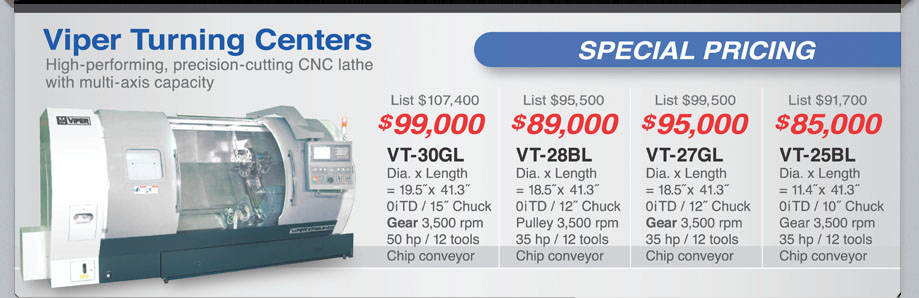 Viper Turning Centers
High-performing, precision-cutting CNC lathe
with multi-axis capacity
SPECIAL PRICING
VIPER
List $107,400
$99,000
VT-30GL
Dia. x Length
= 19.5˝x 41.3˝
0iTD / 15˝ Chuck
Gear 3,500 rpm
50 hp / 12 tools
Chip conveyor
List $95,500
$89,000
VT-28BL
Dia. x Length
= 18.5˝x 41.3˝
0iTD / 12˝ Chuck
Pulley 3,500 rpm
35 hp / 12 tools
Chip conveyor
List $99,500
$95,000
VT-27GL
Dia. x Length
= 18.5˝x 41.3˝
0iTD / 12˝ Chuck
Gear 3,500 rpm
35 hp / 12 tools
Chip conveyor
List $91,700
$85,000
VT-25BL
Dia. x Length
= 11.4˝x 41.3˝
0iTD / 10˝ Chuck
Gear 3,500 rpm
35 hp / 12 tools
Chip conveyor